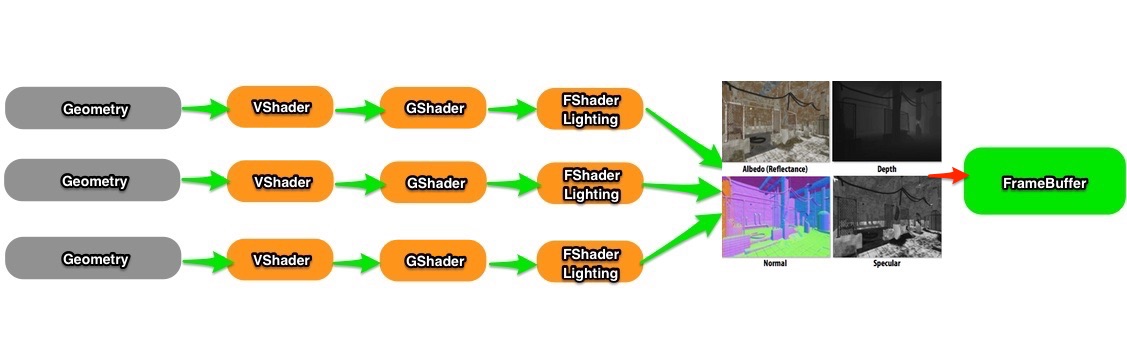 Geometry
VShader
GShader
FShader
Lighting
Geometry
VShader
GShader
FShader
Lighting
Geometry
VShader
GShader
FShader
Lighting
Albedo (Reflectance)
Depth
Normal
Specular
FrameBuffer